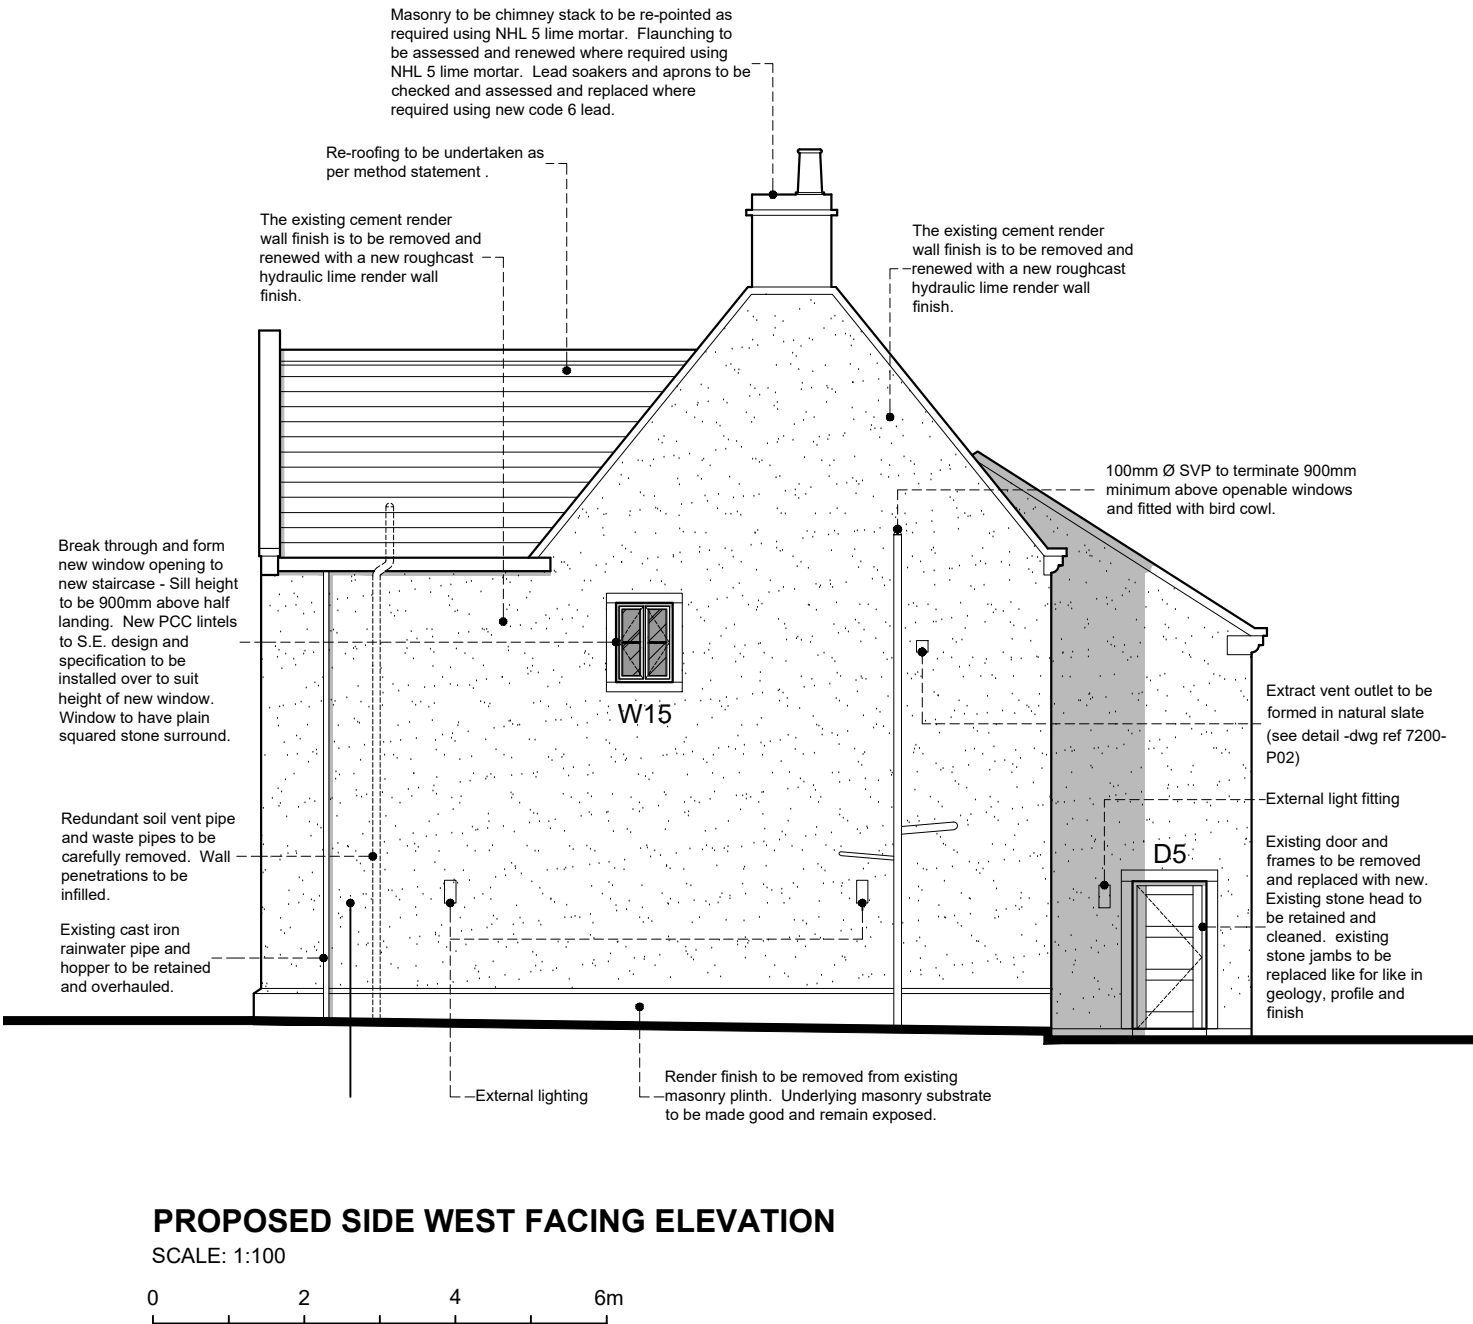 Masonry to be chimney stack to be re-pointed as
required using NHL 5 lime mortar.  Flaunching to
be assessed and renewed where required using
NHL 5 lime mortar.  Lead soakers and aprons to be
checked and assessed and replaced where
required using new code 6 lead.
Re-roofing to be undertaken as
per method statement .
The existing cement render
wall finish is to be removed and
renewed with a new roughcast
hydraulic lime render wall
finish.
The existing cement render
wall finish is to be removed and
renewed with a new roughcast
hydraulic lime render wall
finish.
100mm Ø SVP to terminate 900mm
minimum above openable windows
and fitted with bird cowl.
Break through and form
new window opening to
new staircase - Sill height
to be 900mm above half
landing.  New PCC lintels
to S.E. design and
specification to be
installed over to suit
height of new window.
Window to have plain
squared stone surround.
W15
Extract vent outlet to be
formed in natural slate
(see detail -dwg ref 7200-
P02)
External light fitting
Redundant soil vent pipe
and waste pipes to be
carefully removed.  Wall
penetrations to be
infilled.
D5
Existing door and
frames to be removed
and replaced with new.
Existing stone head to
be retained and
cleaned.  existing
stone jambs to be
replaced like for like in
geology, profile and
finish
Existing cast iron
rainwater pipe and
hopper to be retained
and overhauled.
External lighting
Render finish to be removed from existing
masonry plinth.  Underlying masonry substrate
to be made good and remain exposed.
PROPOSED SIDE WEST FACING ELEVATION
SCALE: 1:100
0 2 4 6m